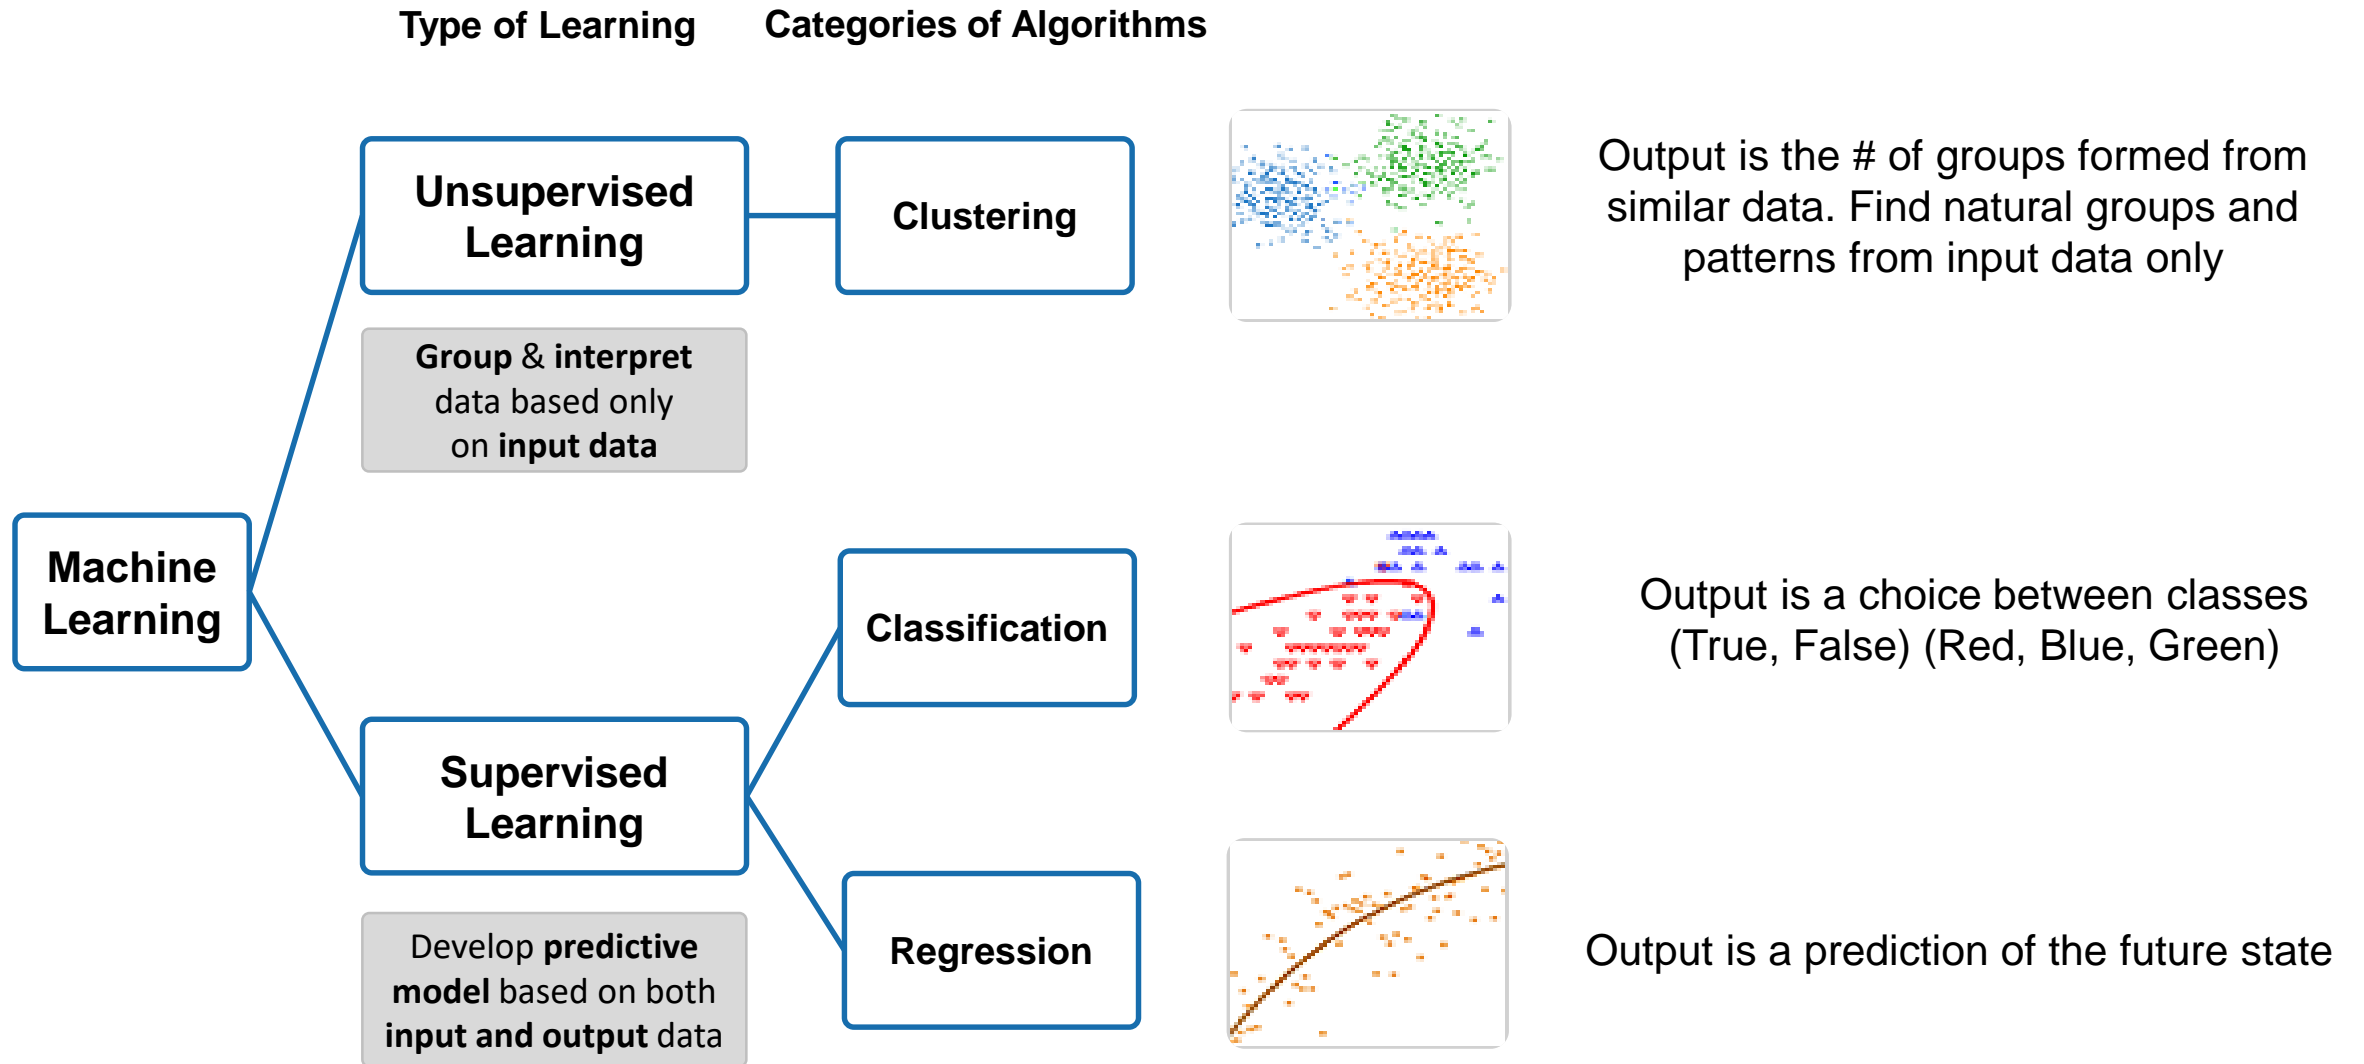 Type of Learning
Categories of Algorithms
Unsupervised
Learning
Clustering
Output is the # of groups formed from
similar data. Find natural groups and
patterns from input data only
Group & interpret
data based only
on input data
Machine
Learning
Classification
Output is a choice between classes
(True, False) (Red, Blue, Green)
Supervised
Learning
Develop predictive
model based on both
input and output data
Regression
Output is a prediction of the future state